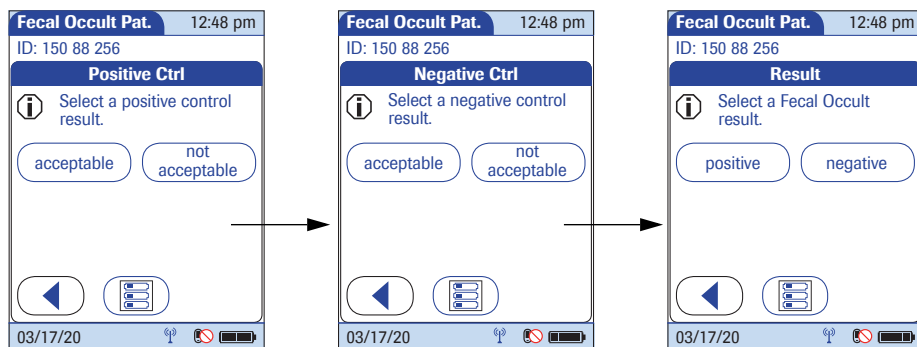 Fecal Occult Pat. 12:48 pm
ID: 150 88 256
Positive Ctrl
Select a positive control
result.
acceptable
not
acceptable
03/17/20
Fecal Occult Pat. 12:48 pm
ID: 150 88 256
Negative Ctrl
Select a negative control
result.
acceptable
not
acceptable
03/17/20
Fecal Occult Pat. 12:48 pm
ID: 150 88 256
Result
Select a Fecal Occult
result.
positive
negative
03/17/20